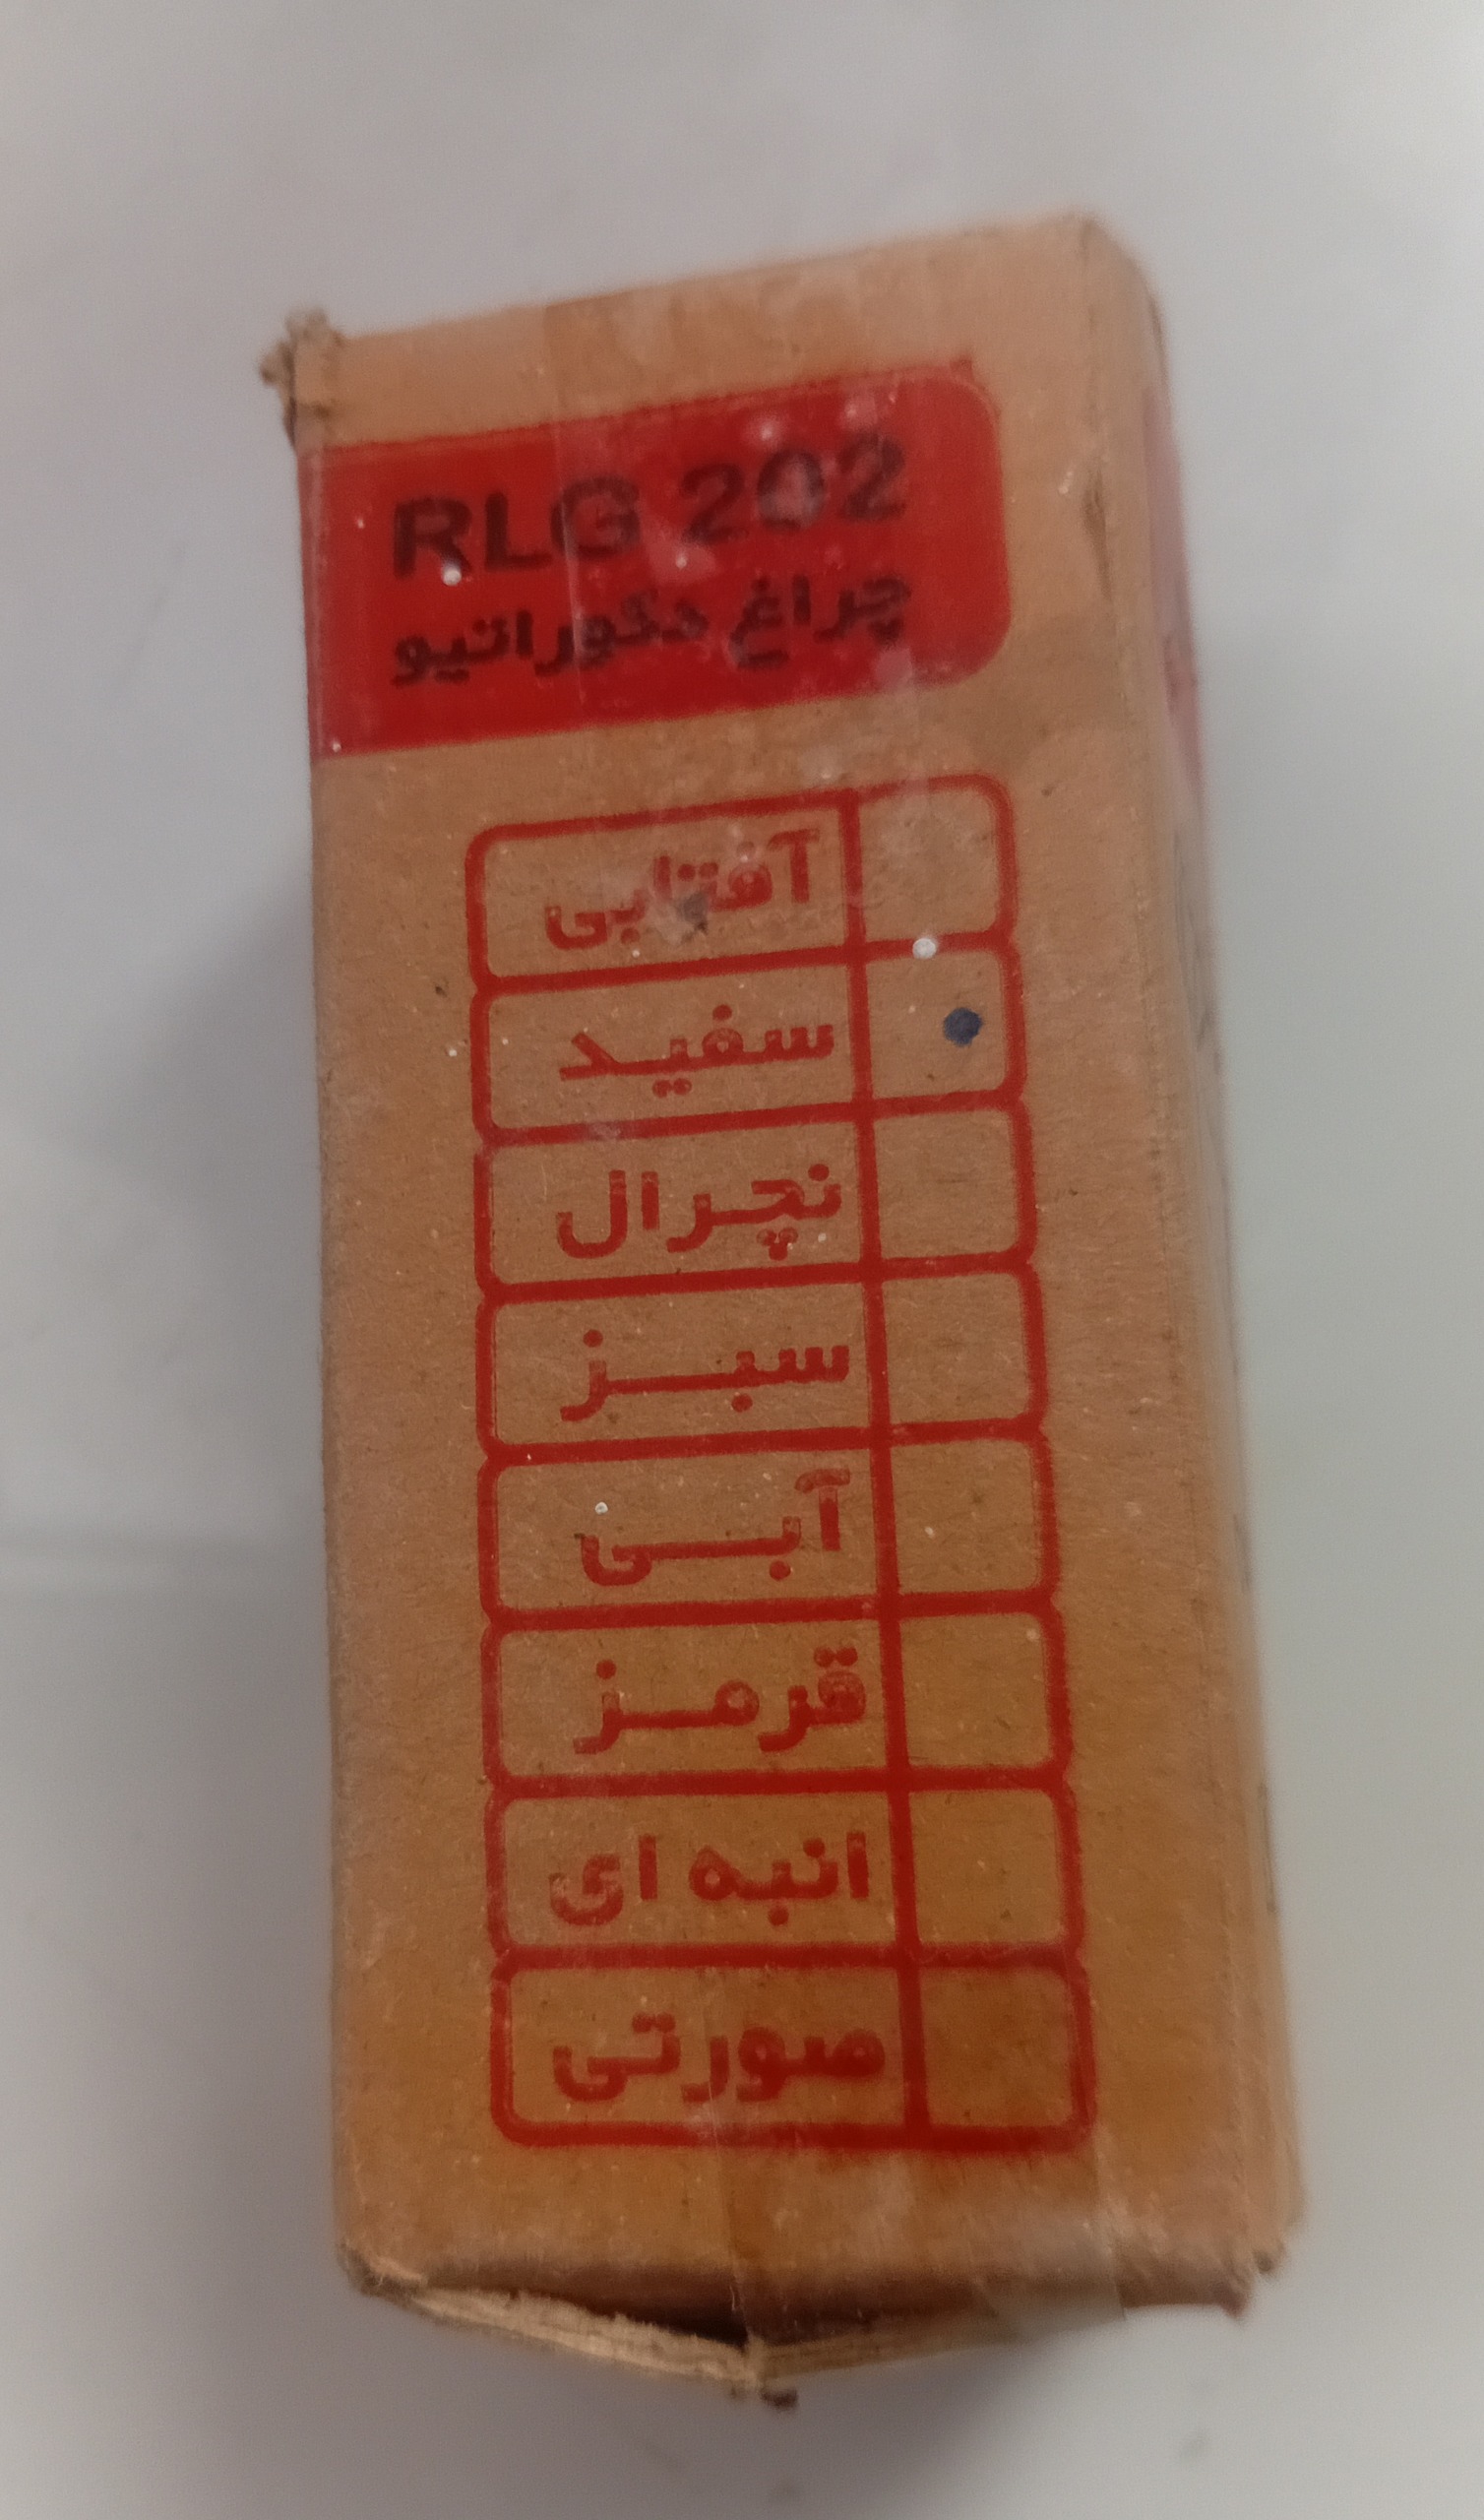 RLG 202
چراغ دکوراتیو
آفتابی
سفید
نچرال
سبز
آبی
قرمز
انبه ای
صورتی